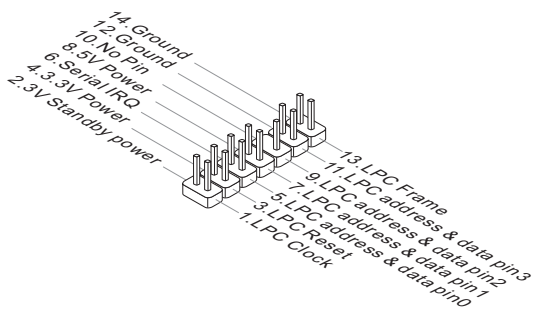 14.Ground
12.Ground
10.No Pin
8.5V Power
6.Serial IRQ
4.3.3V Power
2.3V Standby power
13.LPC Frame
11.LPC address & data pin3
9.LPC address & data pin2
7.LPC address & data pin1
5.LPC address & data pin0
3.LPC Reset
1.LPC Clock